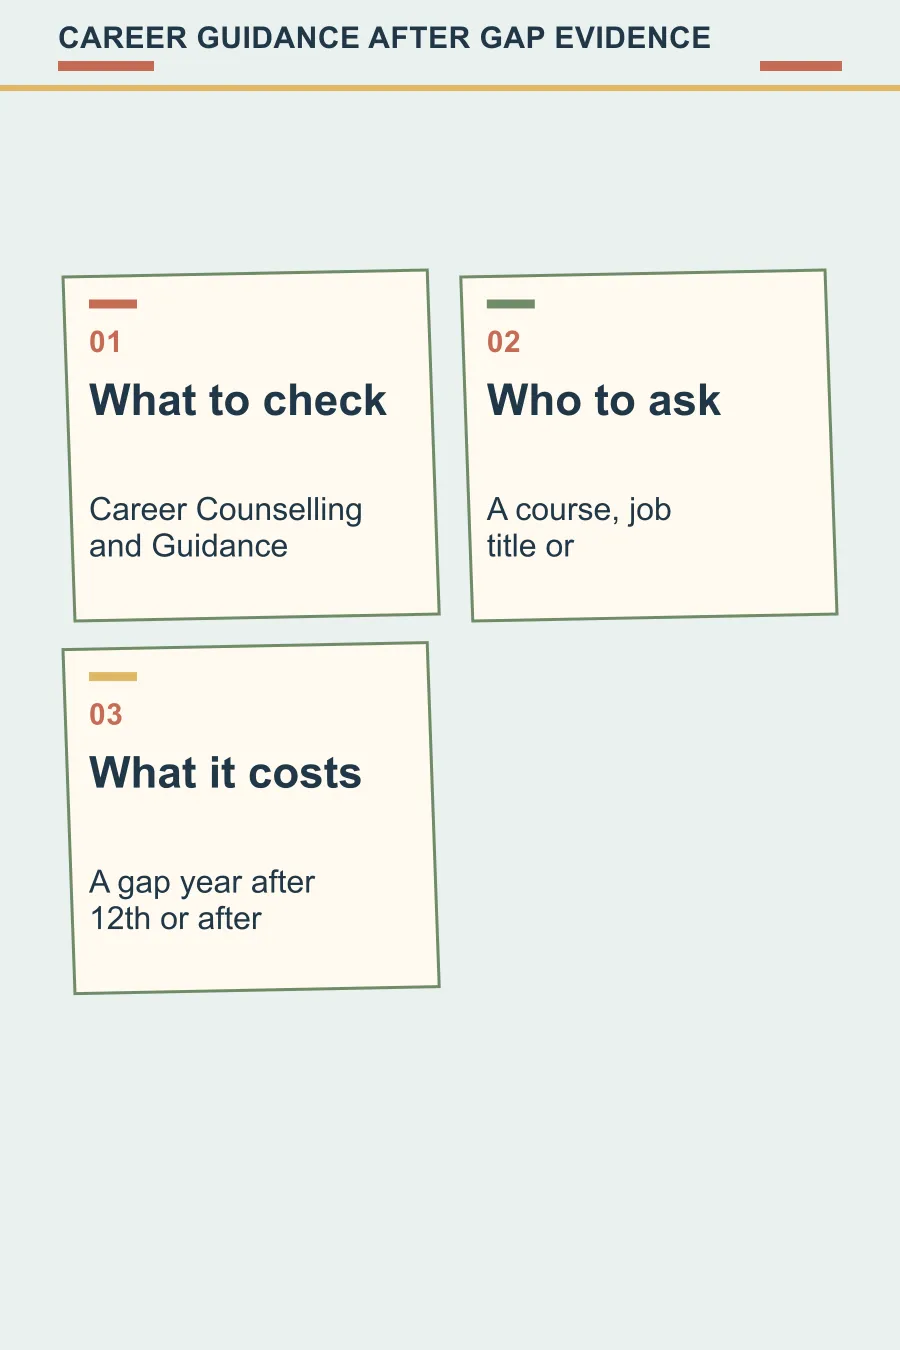 CAREER GUIDANCE AFTER GAP EVIDENCE
01
What to check
Career Counselling
and Guidance
02
Who to ask
A course, job
title or
03
What it costs
A gap year after
12th or after